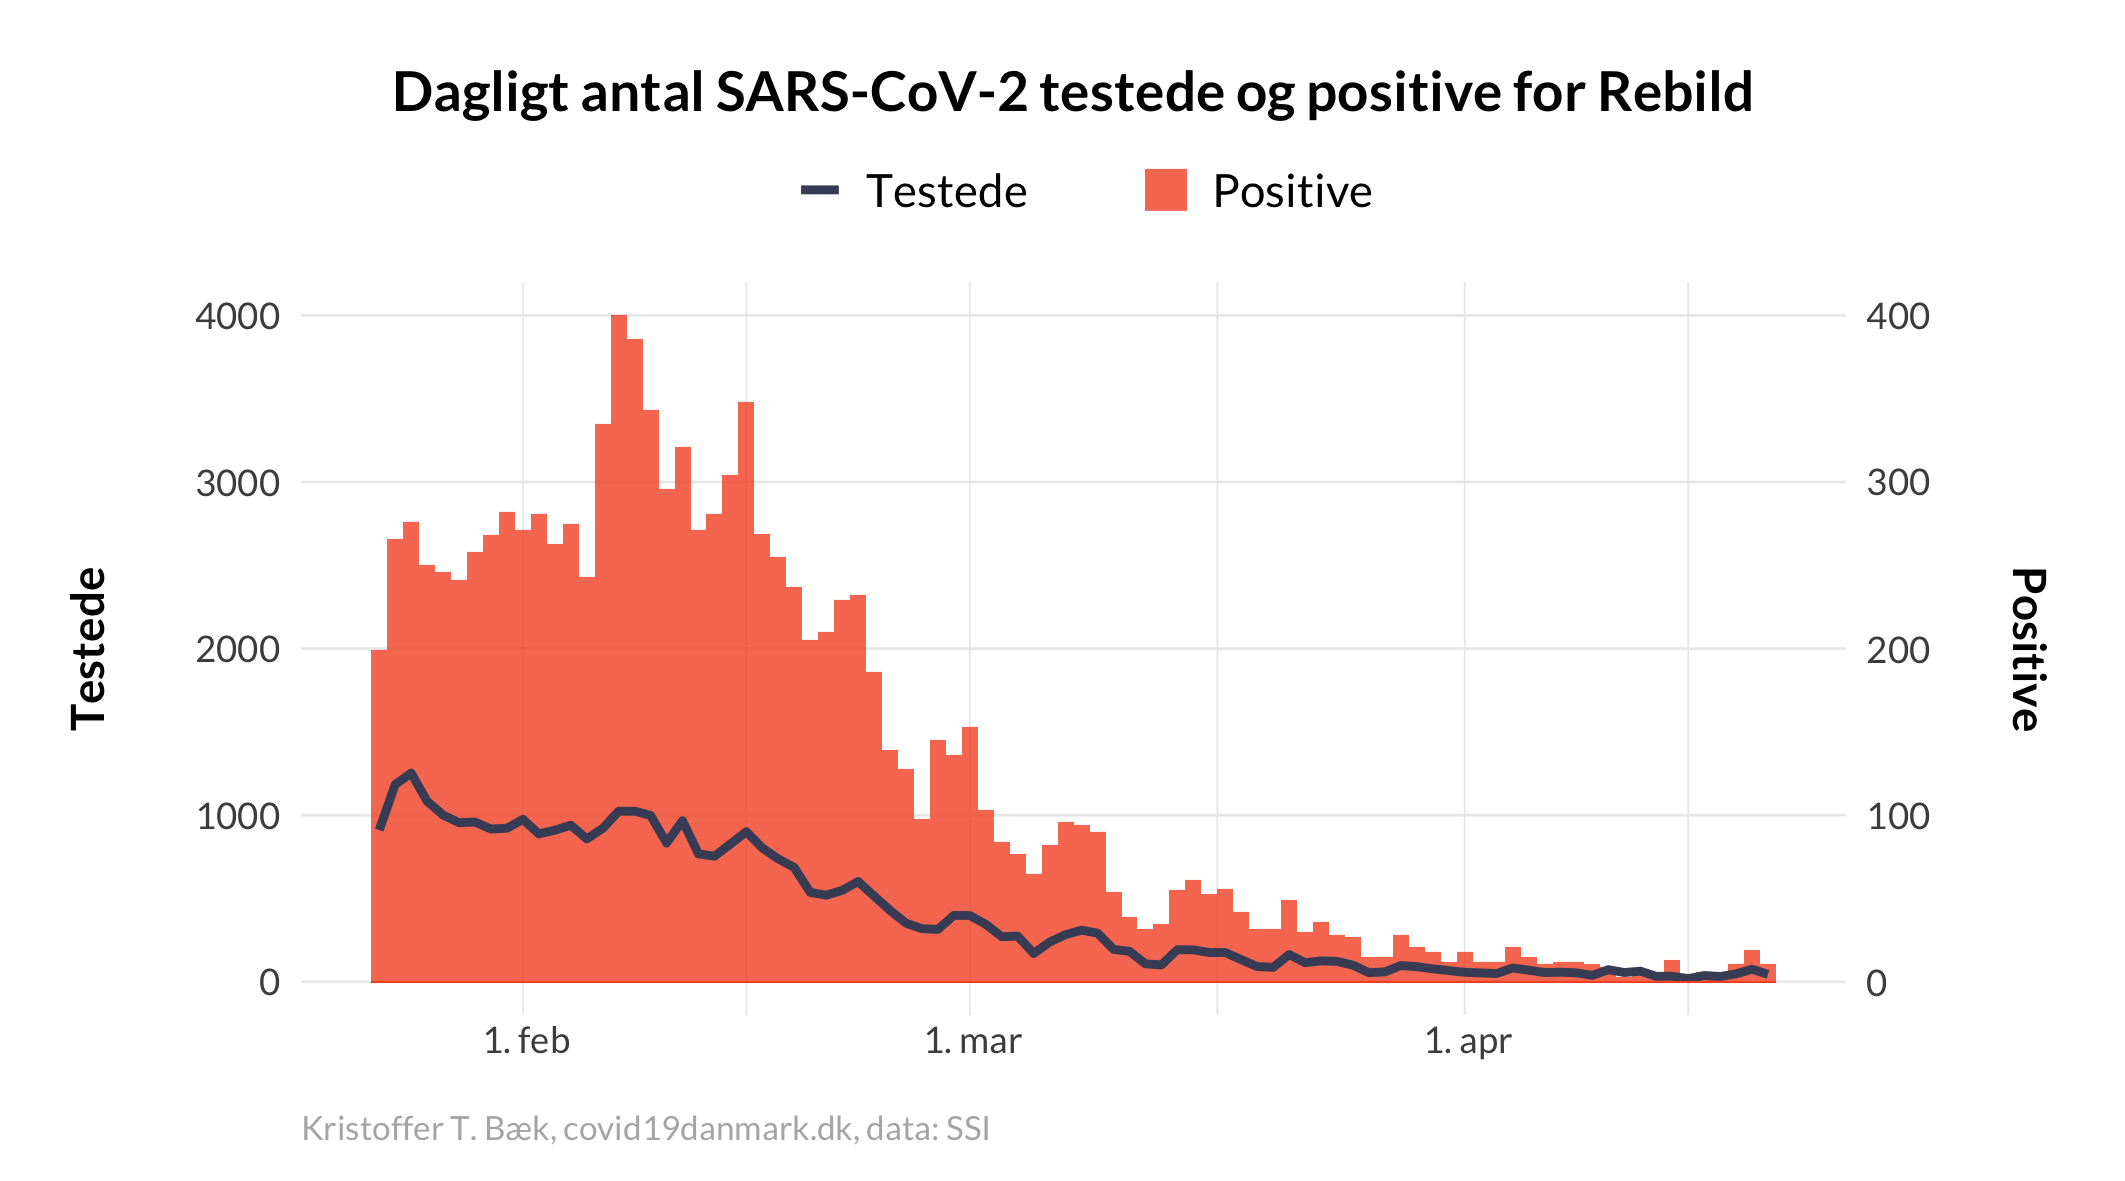 Dagligt antal SARS-CoV-2 testede og positive for Rebild
Testede
Positive
4000
3000
2000
1000
0
Testede
400
300
200
100
0
Positive
1. feb
1. mar
1. apr
Kristoffer T. Bæk, covid19danmark.dk, data: SSI